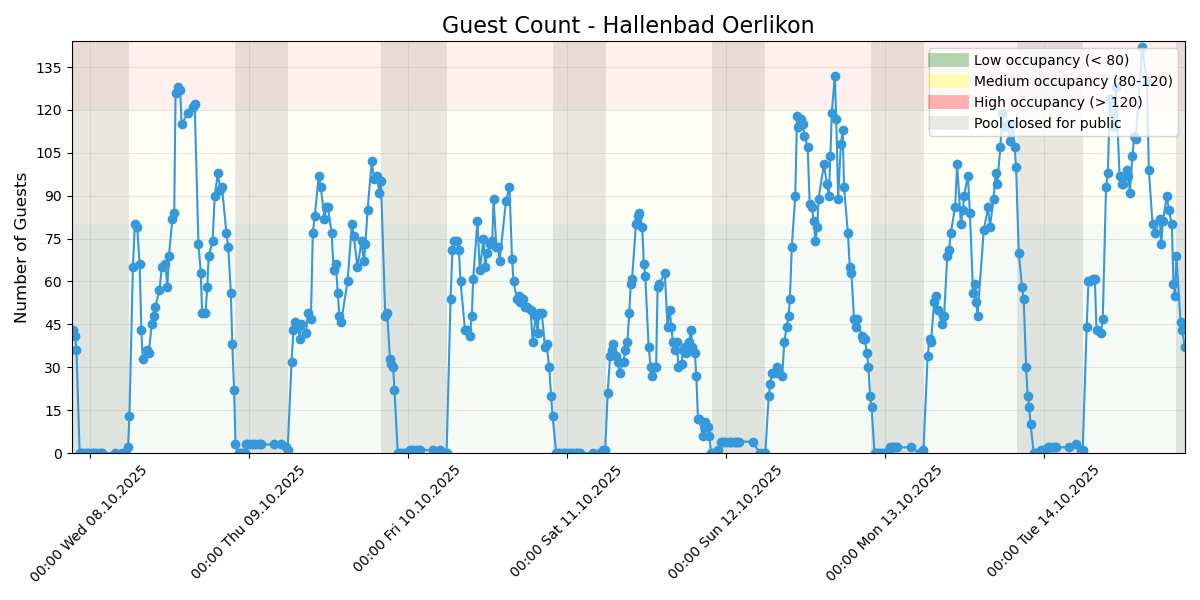 Guest Count - Hallenbad Oerlikon
Number of Guests
135
120
105
90
75
60
45
30
15
0
Low occupancy (< 80)
Medium occupancy (80-120)
High occupancy (> 120)
Pool closed for public
00:00 Wed 08.10.2025
00:00 Thu 09.10.2025
00:00 Fri 10.10.2025
00:00 Sat 11.10.2025
00:00 Sun 12.10.2025
00:00 Mon 13.10.2025
00:00 Tue 14.10.2025